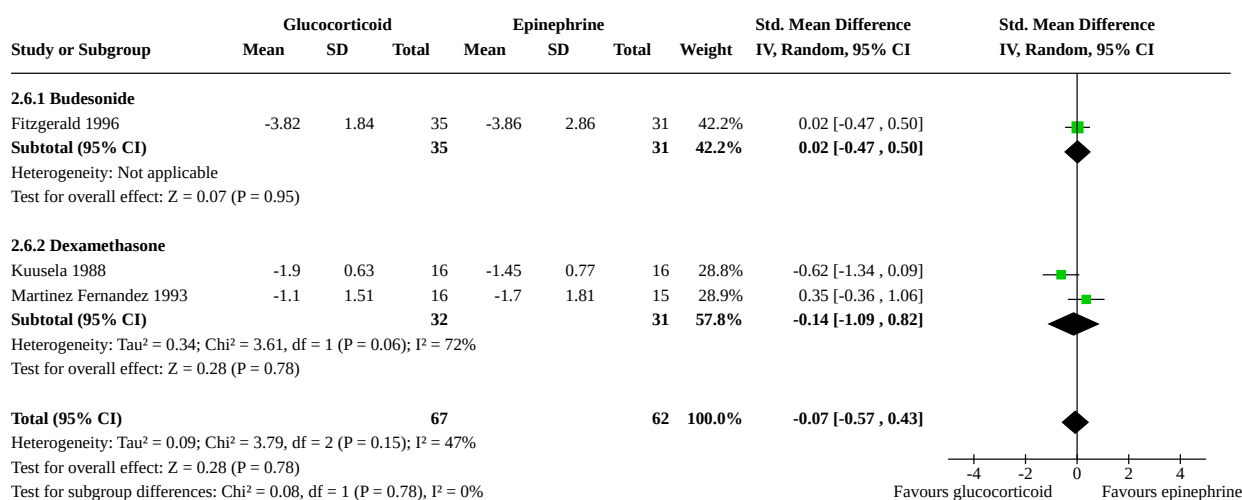 Glucocorticoid Epinephrine Std. Mean Difference Std. Mean Difference
Study or Subgroup Mean SD Total Mean SD Total Weight IV, Random, 95% CI IV, Random, 95% CI
2.6.1 Budesonide
Fitzgerald 1996 -3.82 1.84 35 -3.86 2.86 31 42.2% 0.02 [-0.47 , 0.50]
Subtotal (95% CI) 35 31 42.2% 0.02 [-0.47 , 0.50]
Heterogeneity: Not applicable
Test for overall effect: Z = 0.07 (P = 0.95)
2.6.2 Dexamethasone
Kuusela 1988 -1.9 0.63 16 -1.45 0.77 16 28.8% -0.62 [-1.34 , 0.09]
Martinez Fernandez 1993 -1.1 1.51 16 -1.7 1.81 15 28.9% 0.35 [-0.36 , 1.06]
Subtotal (95% CI) 32 31 57.8% -0.14 [-1.09 , 0.82]
Heterogeneity: Tau² = 0.34; Chi² = 3.61, df = 1 (P = 0.06); I² = 72%
Test for overall effect: Z = 0.28 (P = 0.78)
Total (95% CI) 67 62 100.0% -0.07 [-0.57 , 0.43]
Heterogeneity: Tau² = 0.09; Chi² = 3.79, df = 2 (P = 0.15); I² = 47%
Test for overall effect: Z = 0.28 (P = 0.78)
-4 -2 0 2 4
Test for subgroup differences: Chi² = 0.08, df = 1 (P = 0.78), I² = 0% Favours glucocorticoid Favours epinephrine